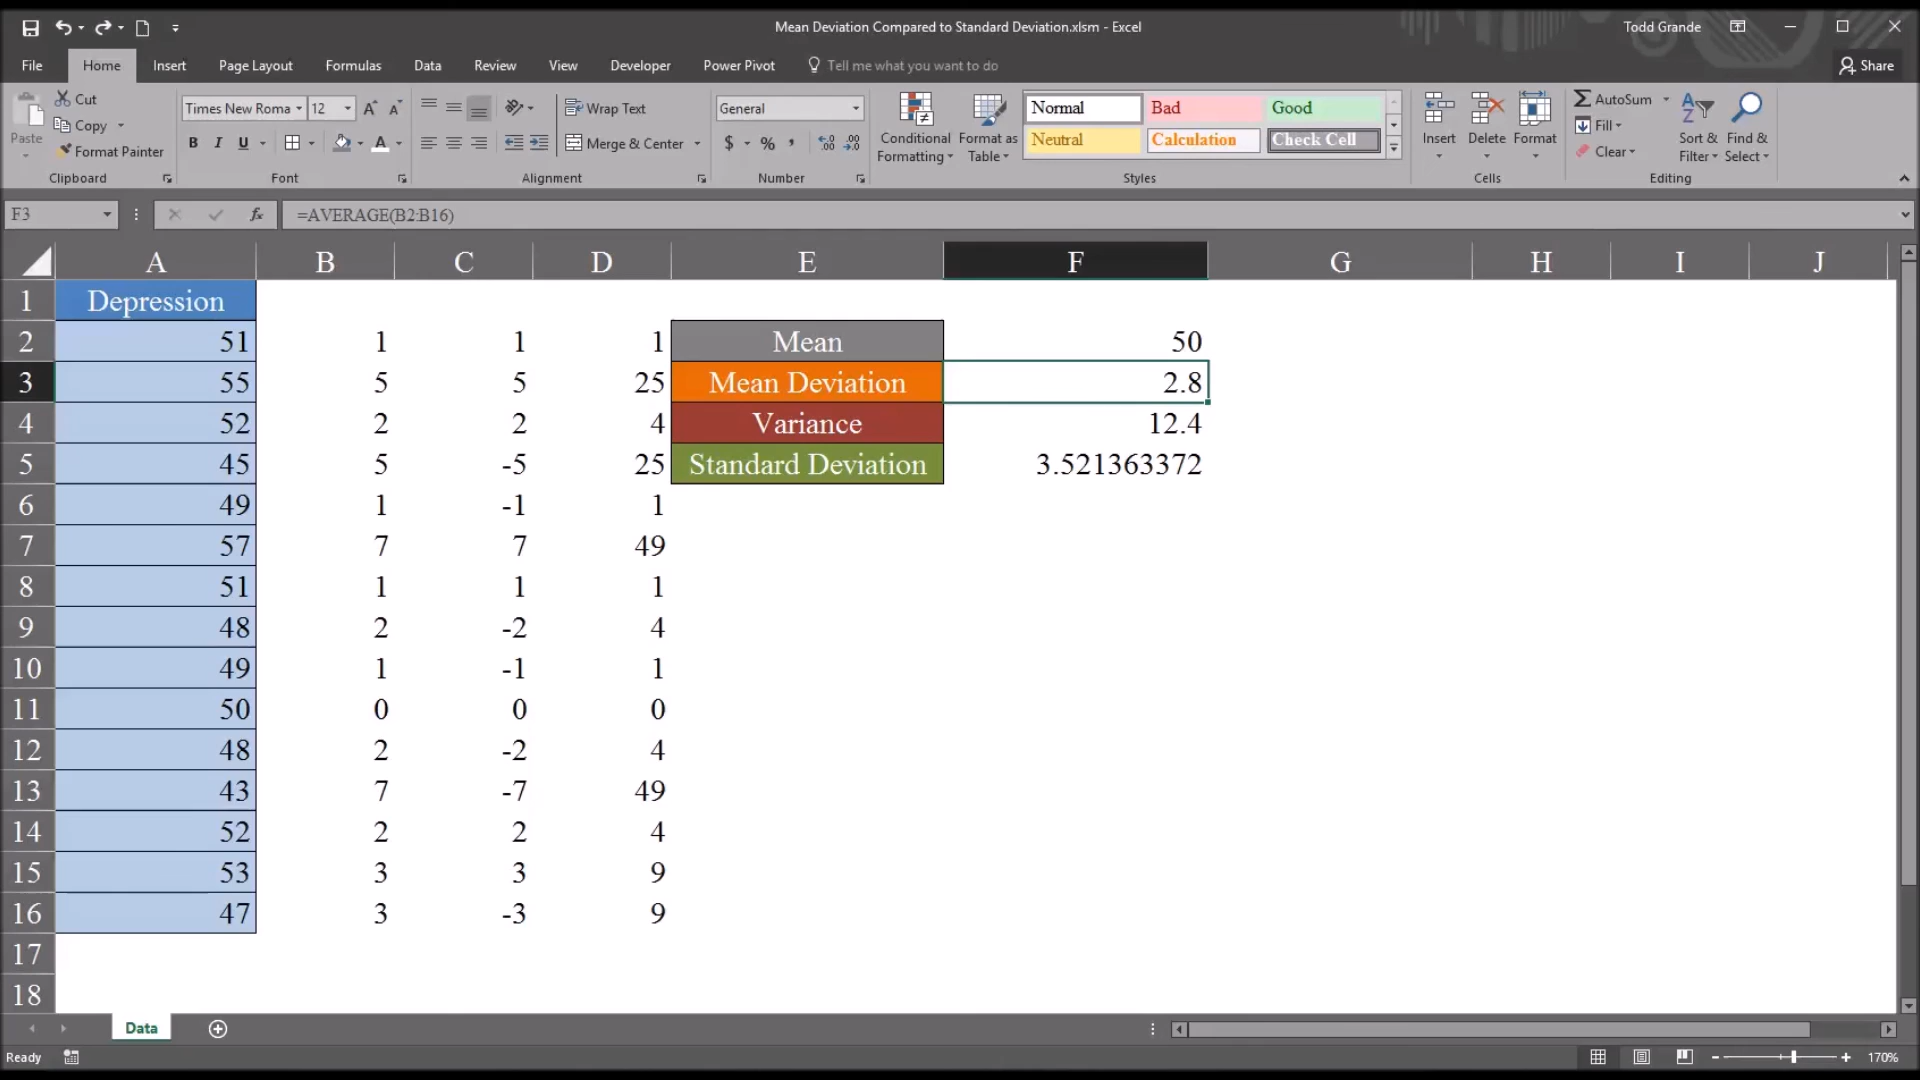 Mean Deviation Compared to Standard Deviation.xlsm - Excel
Todd Grande
File Home Insert Page Layout Formulas Data Review View Developer Power Pivot Tell me what you want to do Share
Paste
Cut
Copy
Format Painter
Clipboard
Times New Roma 12
B I U A
Font
Wrap Text
Merge & Center
Alignment
General
$ % ,
Number
Conditional Formatting
Format as Table
Normal Bad Good
Neutral Calculation Check Cell
Styles
Insert Delete Format
Cells
AutoSum
Fill
Clear
Sort & Filter
Find & Select
Editing
F3 fx =AVERAGE(B2:B16)
A B C D E F G H I J
1 Depression
2 51 1 1 1 Mean 50
3 55 5 5 25 Mean Deviation 2.8
4 52 2 2 4 Variance 12.4
5 45 5 -5 25 Standard Deviation 3.521363372
6 49 1 -1 1
7 57 7 7 49
8 51 1 1 1
9 48 2 -2 4
10 49 1 -1 1
11 50 0 0 0
12 48 2 -2 4
13 43 7 -7 49
14 52 2 2 4
15 53 3 3 9
16 47 3 -3 9
17
18
Data
Ready
170%